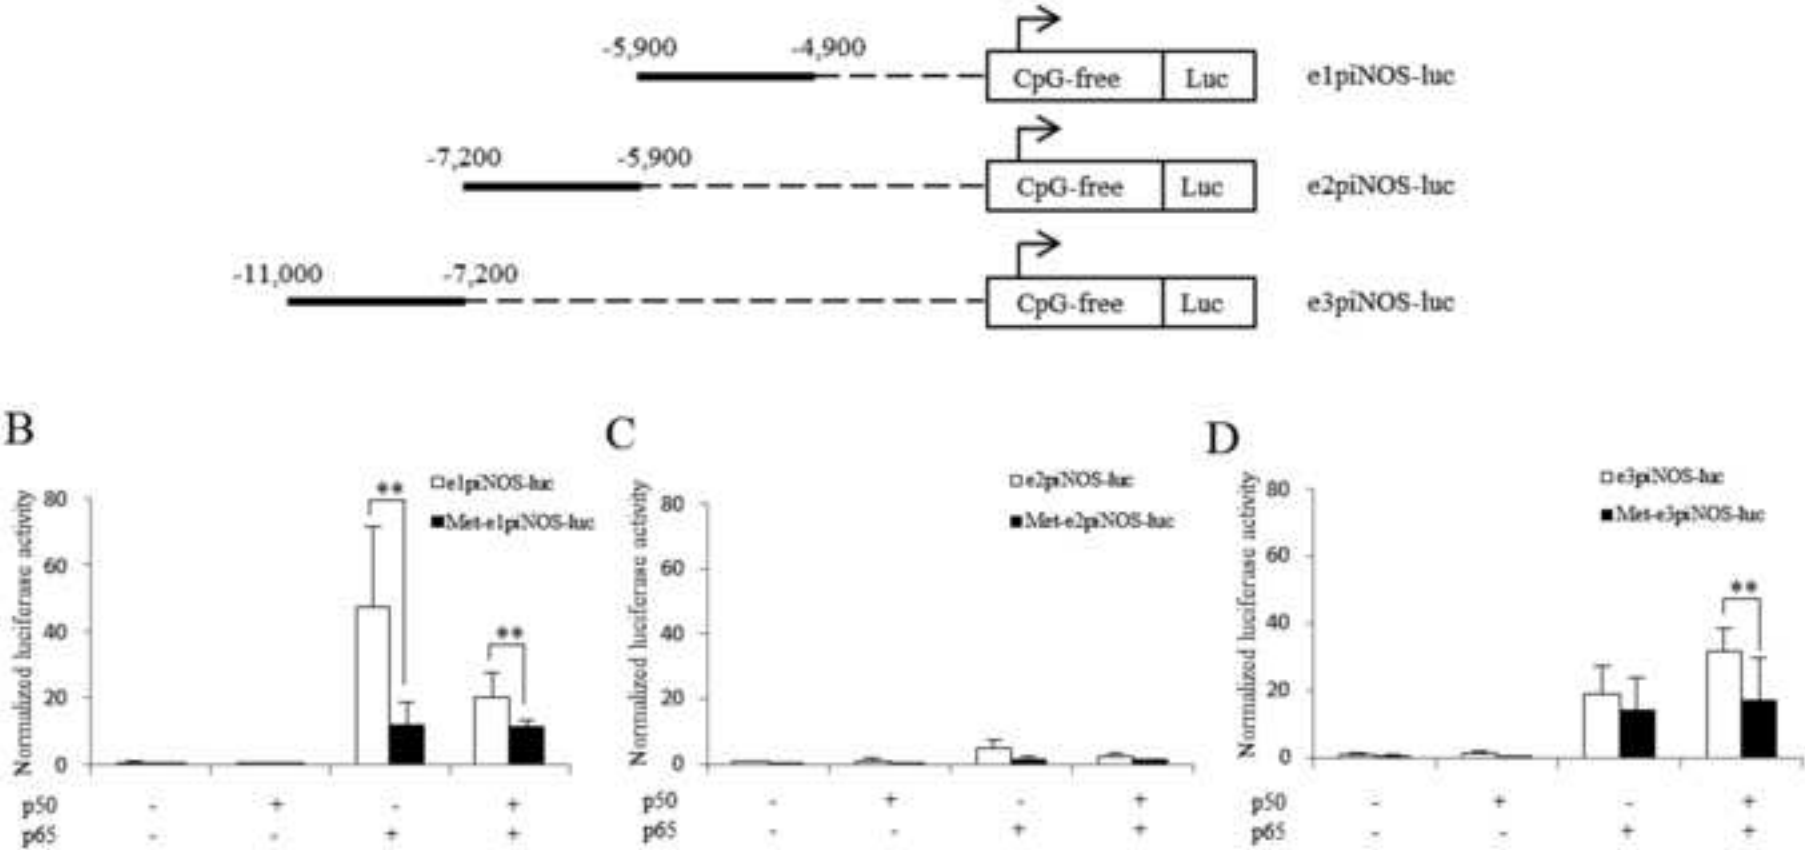 -5,900 -4,900
CpG-free Luc e1piNOS-luc
-7,200 -5,900
CpG-free Luc e2piNOS-luc
-11,000 -7,200
CpG-free Luc e3piNOS-luc
B
Normalized luciferase activity
80
60
40
20
0
** **
e1piNOS-luc
Met-e1piNOS-luc
p50 - + - +
p65 - - + +
C
Normalized luciferase activity
80
60
40
20
0
e2piNOS-luc
Met-e2piNOS-luc
p50 - + - +
p65 - - + +
D
Normalized luciferase activity
80
60
40
20
0
**
e3piNOS-luc
Met-e3piNOS-luc
p50 - + - +
p65 - - + +